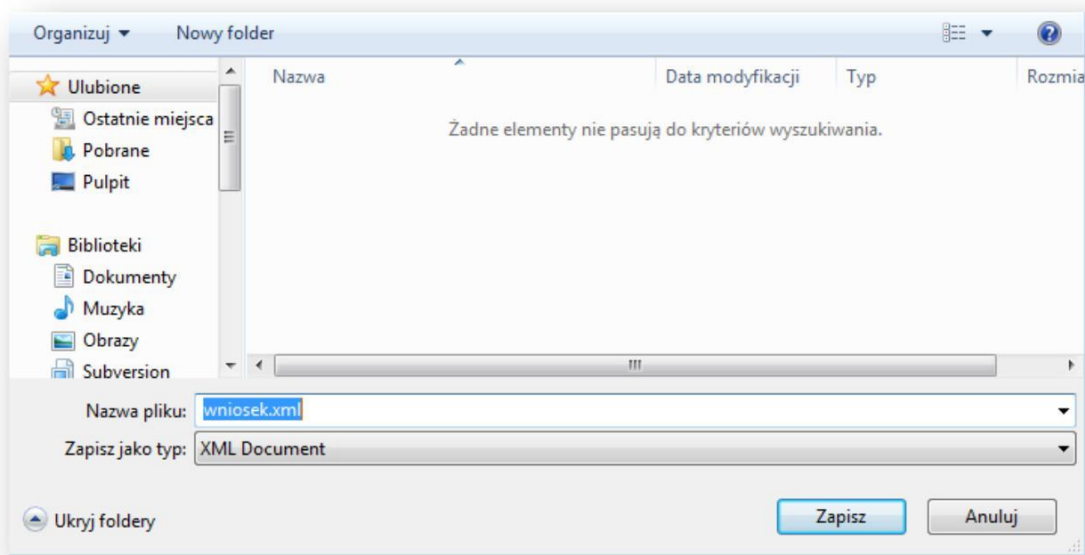 Organizuj Nowy folder
Ulubione
Ostatnie miejsca
Pobrane
Pulpit
Biblioteki
Dokumenty
Muzyka
Obrazy
Subversion
Nazwa Data modyfikacji Typ Rozmia
Żadne elementy nie pasują do kryteriów wyszukiwania.
Nazwa pliku: wniosek.xml
Zapisz jako typ: XML Document
Ukryj foldery Zapisz Anuluj